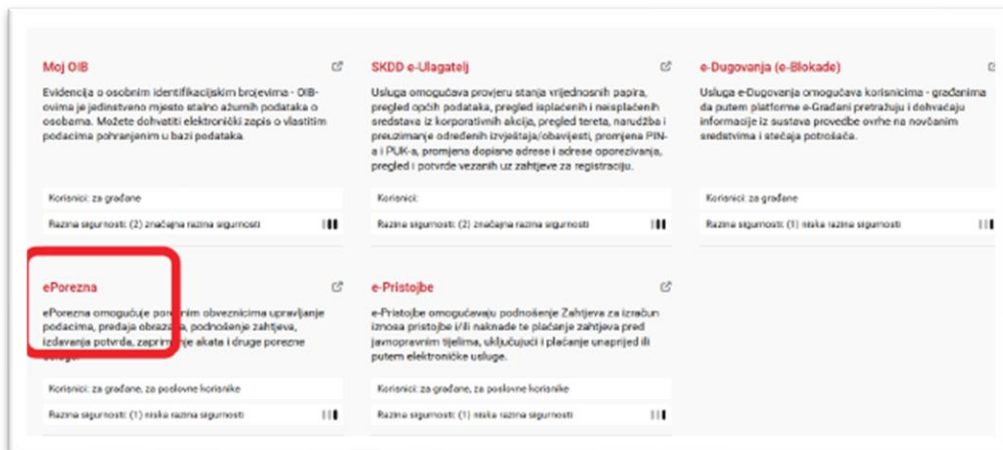 Moj OIB
Evidencija o osobnim identifikacijskim brojevima - OIB-
ovima je jedinstveno mjesto stalno ažurnih podataka o
osobama. Možete dohvatiti elektronički zapis o vlastitim
podacima pohranjenim u bazi podataka.
Korisnici: za građane
Razina sigurnosti: (2) značajna razina sigurnosti
SKDD e-Ulagatelj
Usluga omogućava provjeru stanja vrijednosnih papira,
pregled općih podataka, pregled isplaćenih i neisplaćenih
sredstava iz korporativnih akcija, pregled tereta, narudžba i
preuzimanje određenih izvještaja/obavijesti, promjena PIN-
a i PUK-a, promjena dopisne adrese i adrese oporezivanja,
pregled i potvrde vezanih uz zahtjeve za registraciju.
Korisnici:
Razina sigurnosti: (2) značajna razina sigurnosti
e-Dugovanja (e-Blokade)
Usluga e-Dugovanja omogućava korisnicima - građanima
da putem platforme e-Građani pretražuju i dohvaćaju
informacije iz sustava provedbe ovrhe na novčanim
sredstvima i stečaja potrošača.
Korisnici: za građane
Razina sigurnosti: (1) niska razina sigurnosti
ePorezna
ePorezna omogućuje obveznicima upravljanje
podacima, predaja podnošenje zahtjeva,
izdavanja potvrda, akata i druge porezne
Korisnici: za građane, za poslovne korisnike
Razina sigurnosti: (1) niska razina sigurnosti
e-Pristojbe
e-Pristojbe omogućavaju podnošenje Zahtjeva za izračun
iznosa pristojbe i/ili naknade te plaćanje zahtjeva pred
javnopravnim tijelima, uključujući i plaćanje unaprijed ili
putem elektroničke usluge.
Korisnici: za građane, za poslovne korisnike
Razina sigurnosti: (1) niska razina sigurnosti